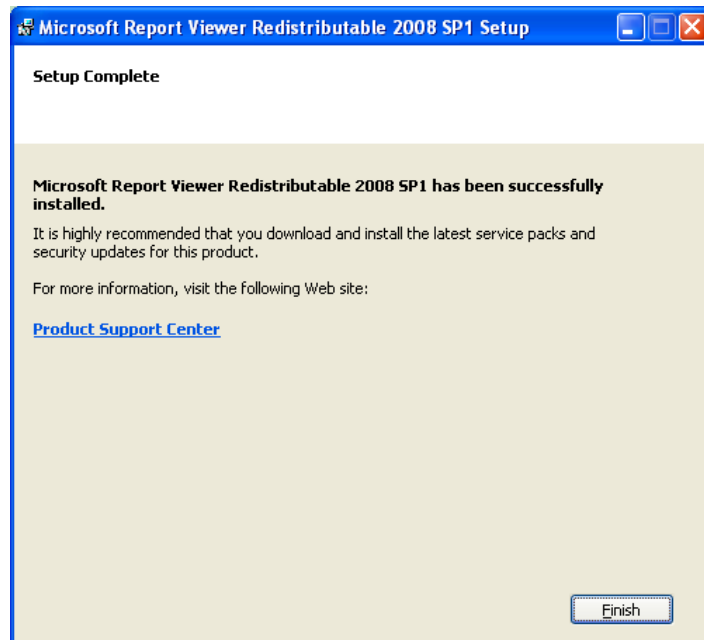 Microsoft Report Viewer Redistributable 2008 SP1 Setup
Setup Complete
Microsoft Report Viewer Redistributable 2008 SP1 has been successfully
installed.
It is highly recommended that you download and install the latest service packs and
security updates for this product.
For more information, visit the following Web site:
Product Support Center
Finish